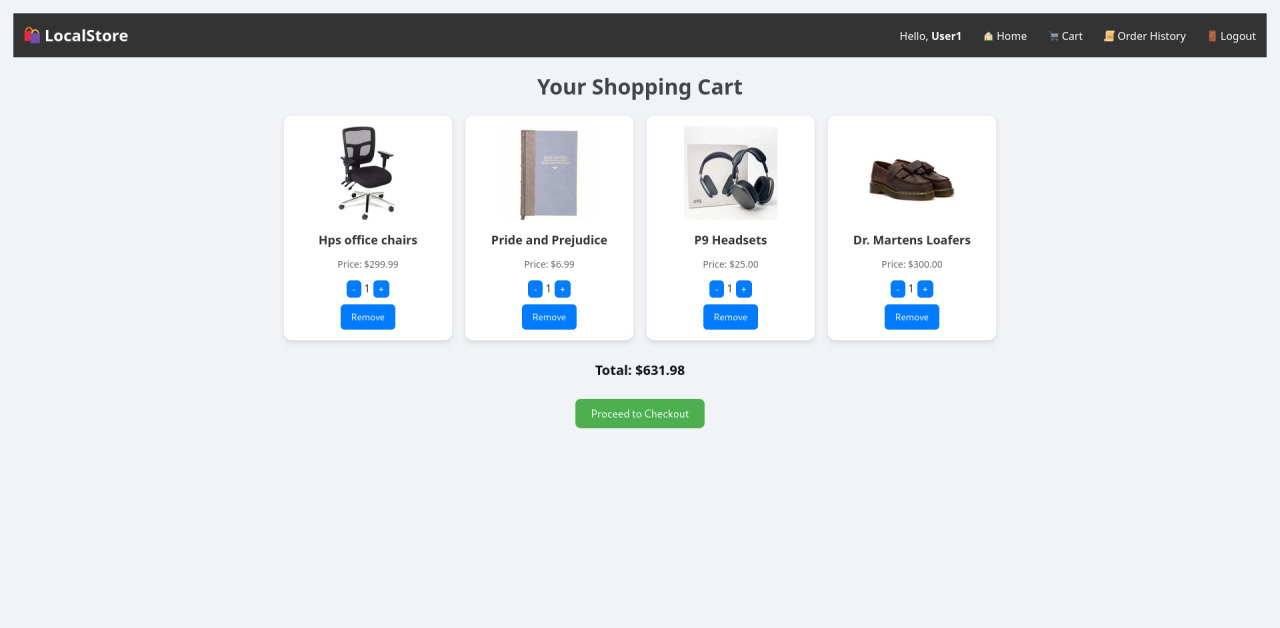 LocalStore
Hello, User1 Home Cart Order History Logout
Your Shopping Cart
Hps office chairs
Price: $299.99
- 1 +
Remove
Pride and Prejudice
Price: $6.99
- 1 +
Remove
P9 Headsets
Price: $25.00
- 1 +
Remove
Dr. Martens Loafers
Price: $300.00
- 1 +
Remove
Total: $631.98
Proceed to Checkout